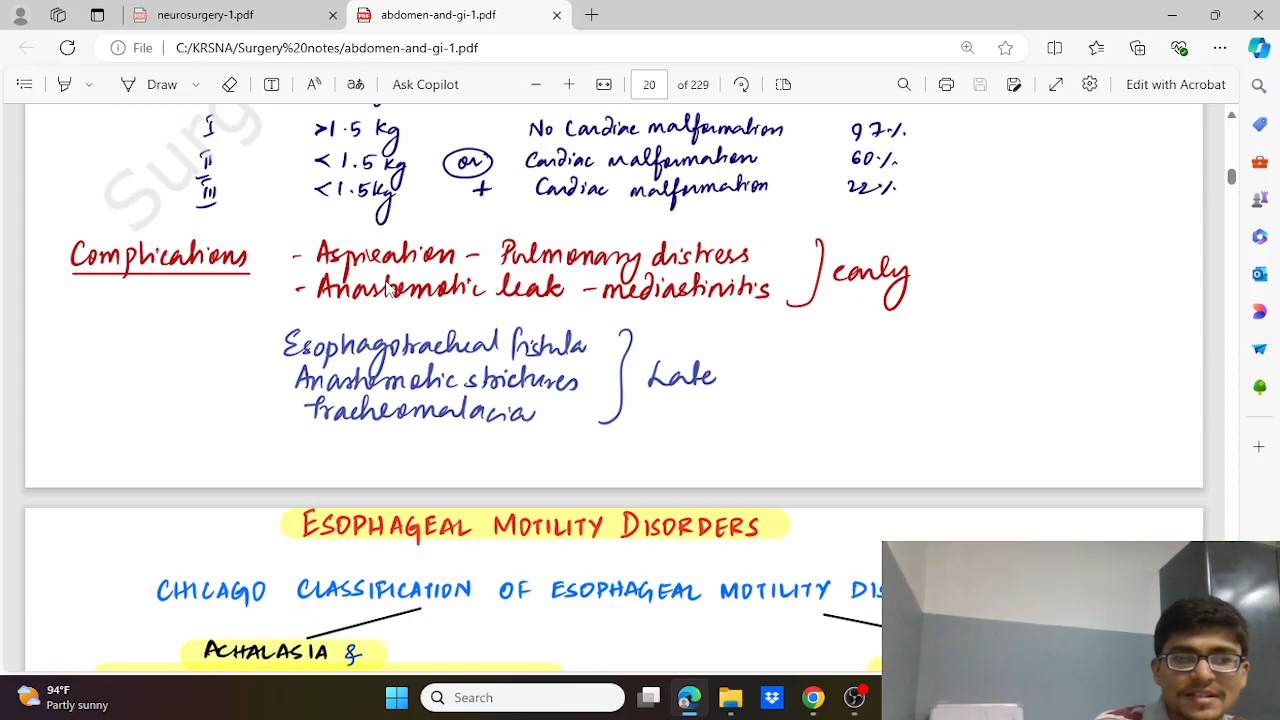 neurosurgery-1.pdf
abdomen-and-gi-1.pdf
File
C:/KRSNA/Surgery%20notes/abdomen-and-gi-1.pdf
Draw
Ask Copilot
20 of 229
Edit with Acrobat
Surg
I >1.5 kg No Cardiac malformation 97%
II <1.5 kg or Cardiac malformation 60%
III <1.5kg + Cardiac malformation 22%
Complications - Aspiration - Pulmonary distress
- Anastomotic leak - mediastinitis
early
Esophagotracheal fistula
Anastomotic strictures
Tracheomalacia
Late
ESOPHAGEAL MOTILITY DISORDERS
CHICAGO CLASSIFICATION OF ESOPHAGEAL MOTILITY DIS
ACHALASIA &
94°F
Partly sunny
Search